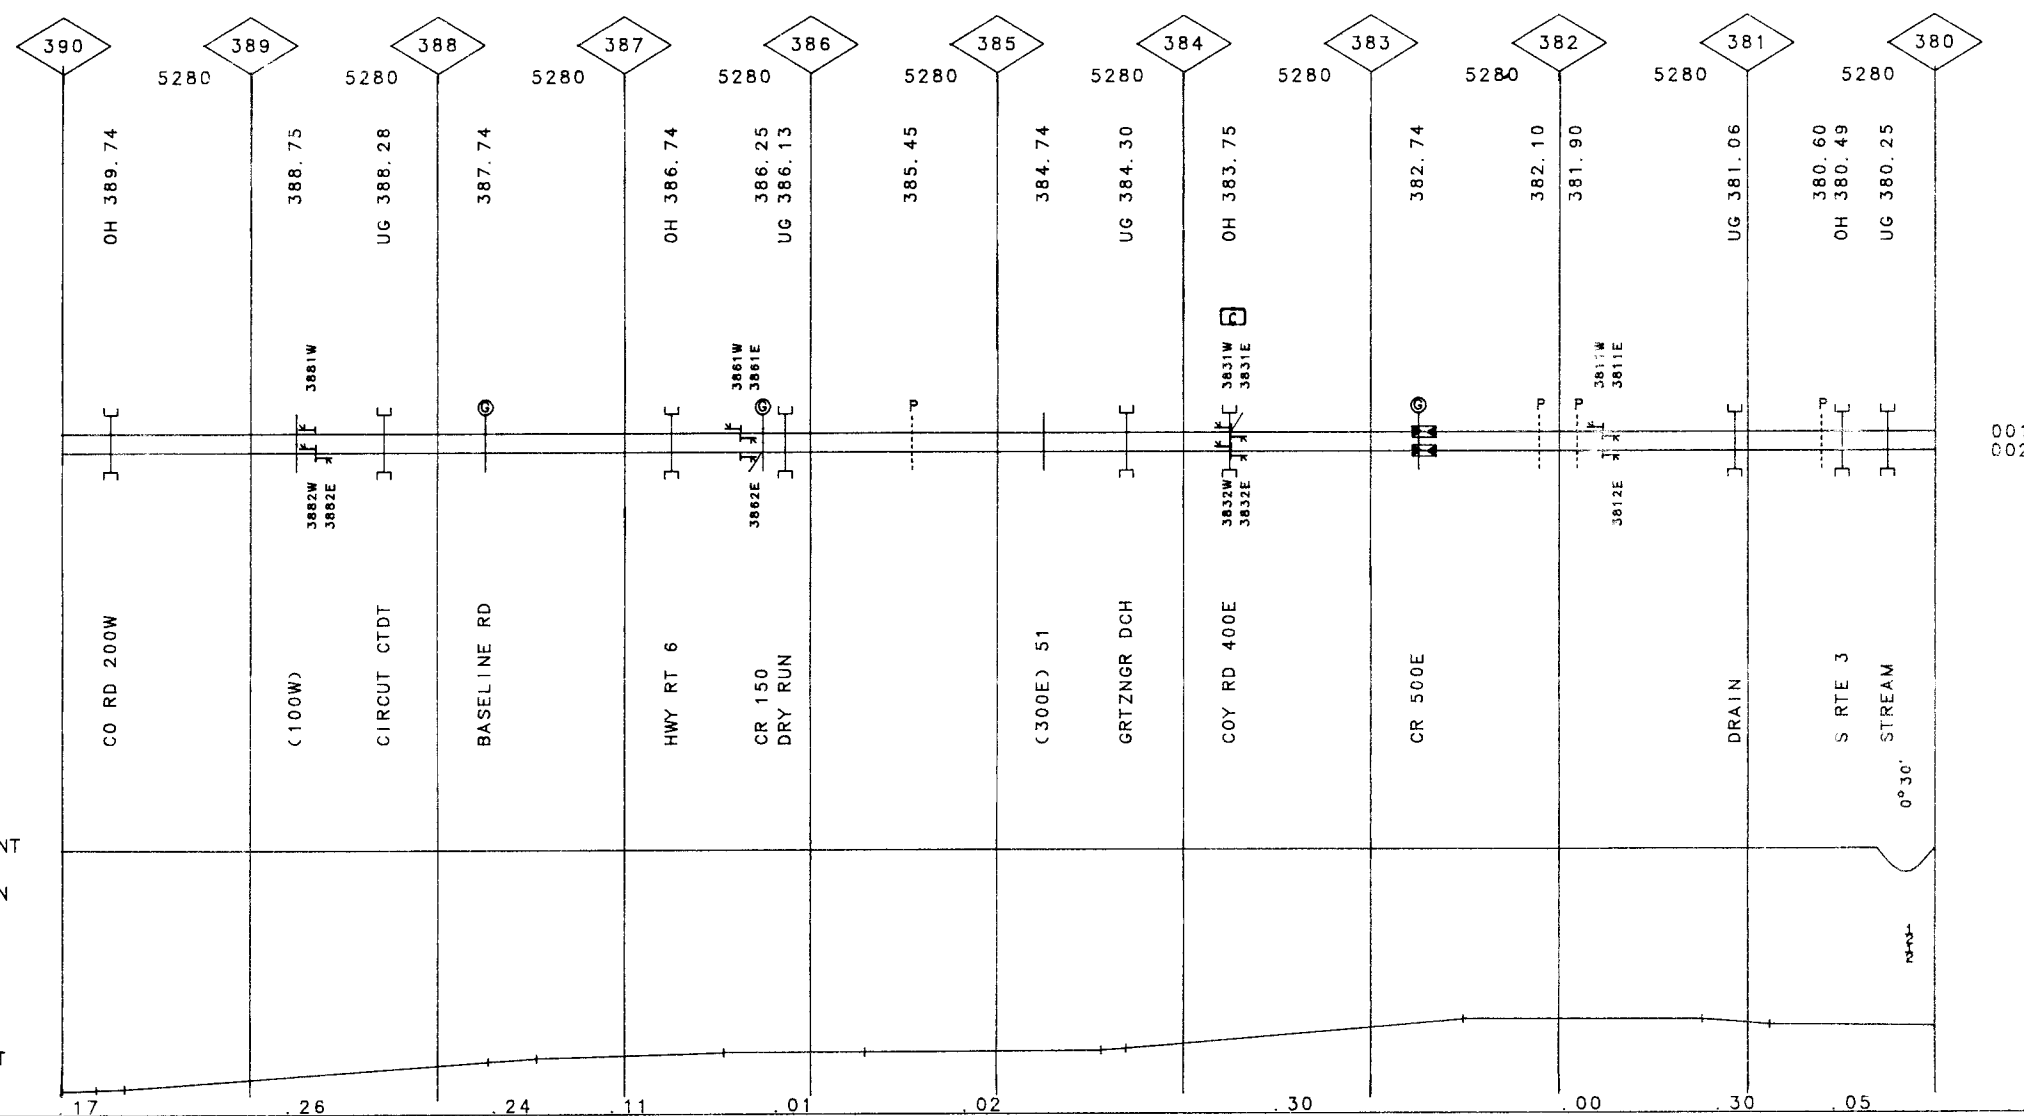 390 389 388 387 386 385 384 383 382 381 380
5280 5280 5280 5280 5280 5280 5280 5280 5280 5280
OH 389.74
388.75
UG 388.28
387.74
OH 386.74
386.25
UG 386.13
385.45
384.74
UG 384.30
OH 383.75
382.74
382.10
381.90
UG 381.06
380.60
OH 380.49
UG 380.25
3881W
3861W
3861E
3831W
3831E
3811W
3811E
G
G
P
G
P
P
P
001
002
3882W
3882E
3862E
3832W
3832E
3812E
CO RD 200W
(100W)
CIRCUT CTDT
BASELINE RD
HWY RT 6
CR 150
DRY RUN
(300E) 51
GRTZNGR DCH
COY RD 400E
CR 500E
DRAIN
S RTE 3
STREAM
0°30'
NT
N
T
.17 .26 .24 .11 .01 .02 .30 .00 .30 .05